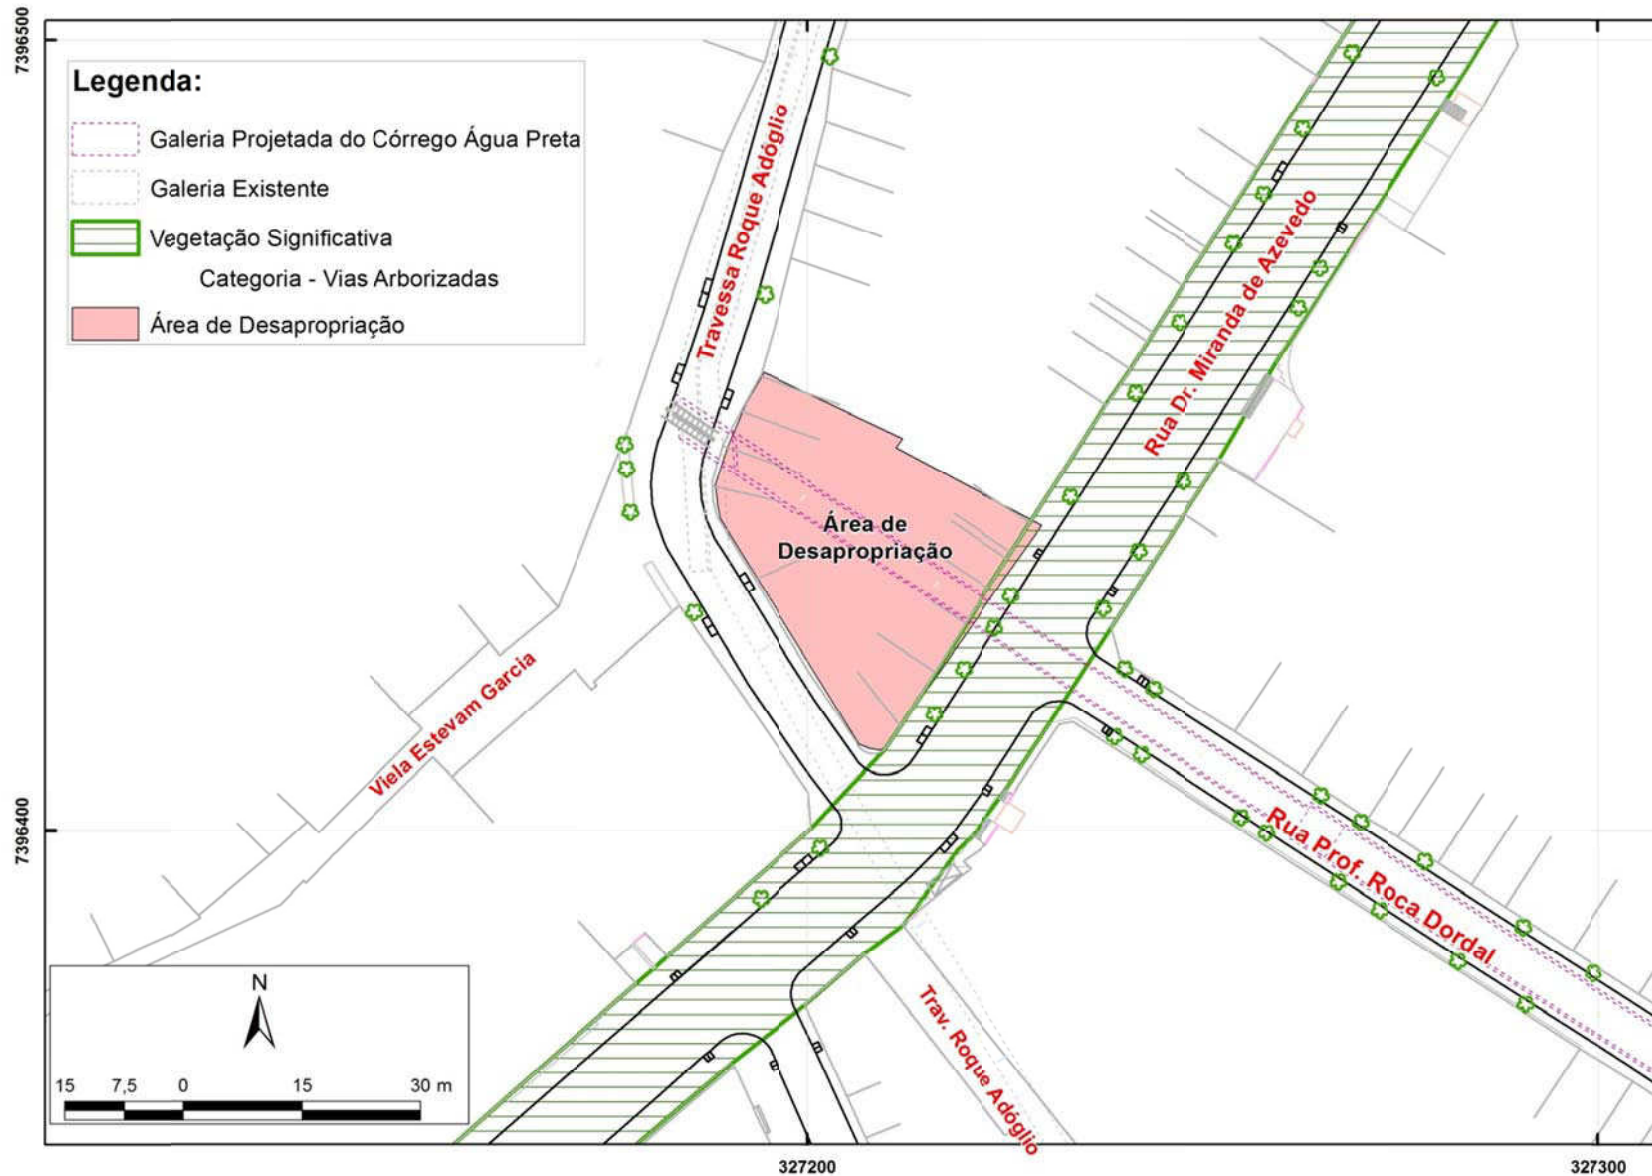 7396500
Legenda:
Galeria Projetada do Córrego Água Preta
Galeria Existente
Vegetação Significativa
Categoria - Vias Arborizadas
Área de Desapropriação
Travessa Roque Adóglio
Rua Dr. Miranda de Azevedo
Área de
Desapropriação
Viela Estevam Garcia
7396400
Rua Prof. Roca Dordal
Trav. Roque Adóglio
N
15 7,5 0 15 30 m
327200 327300